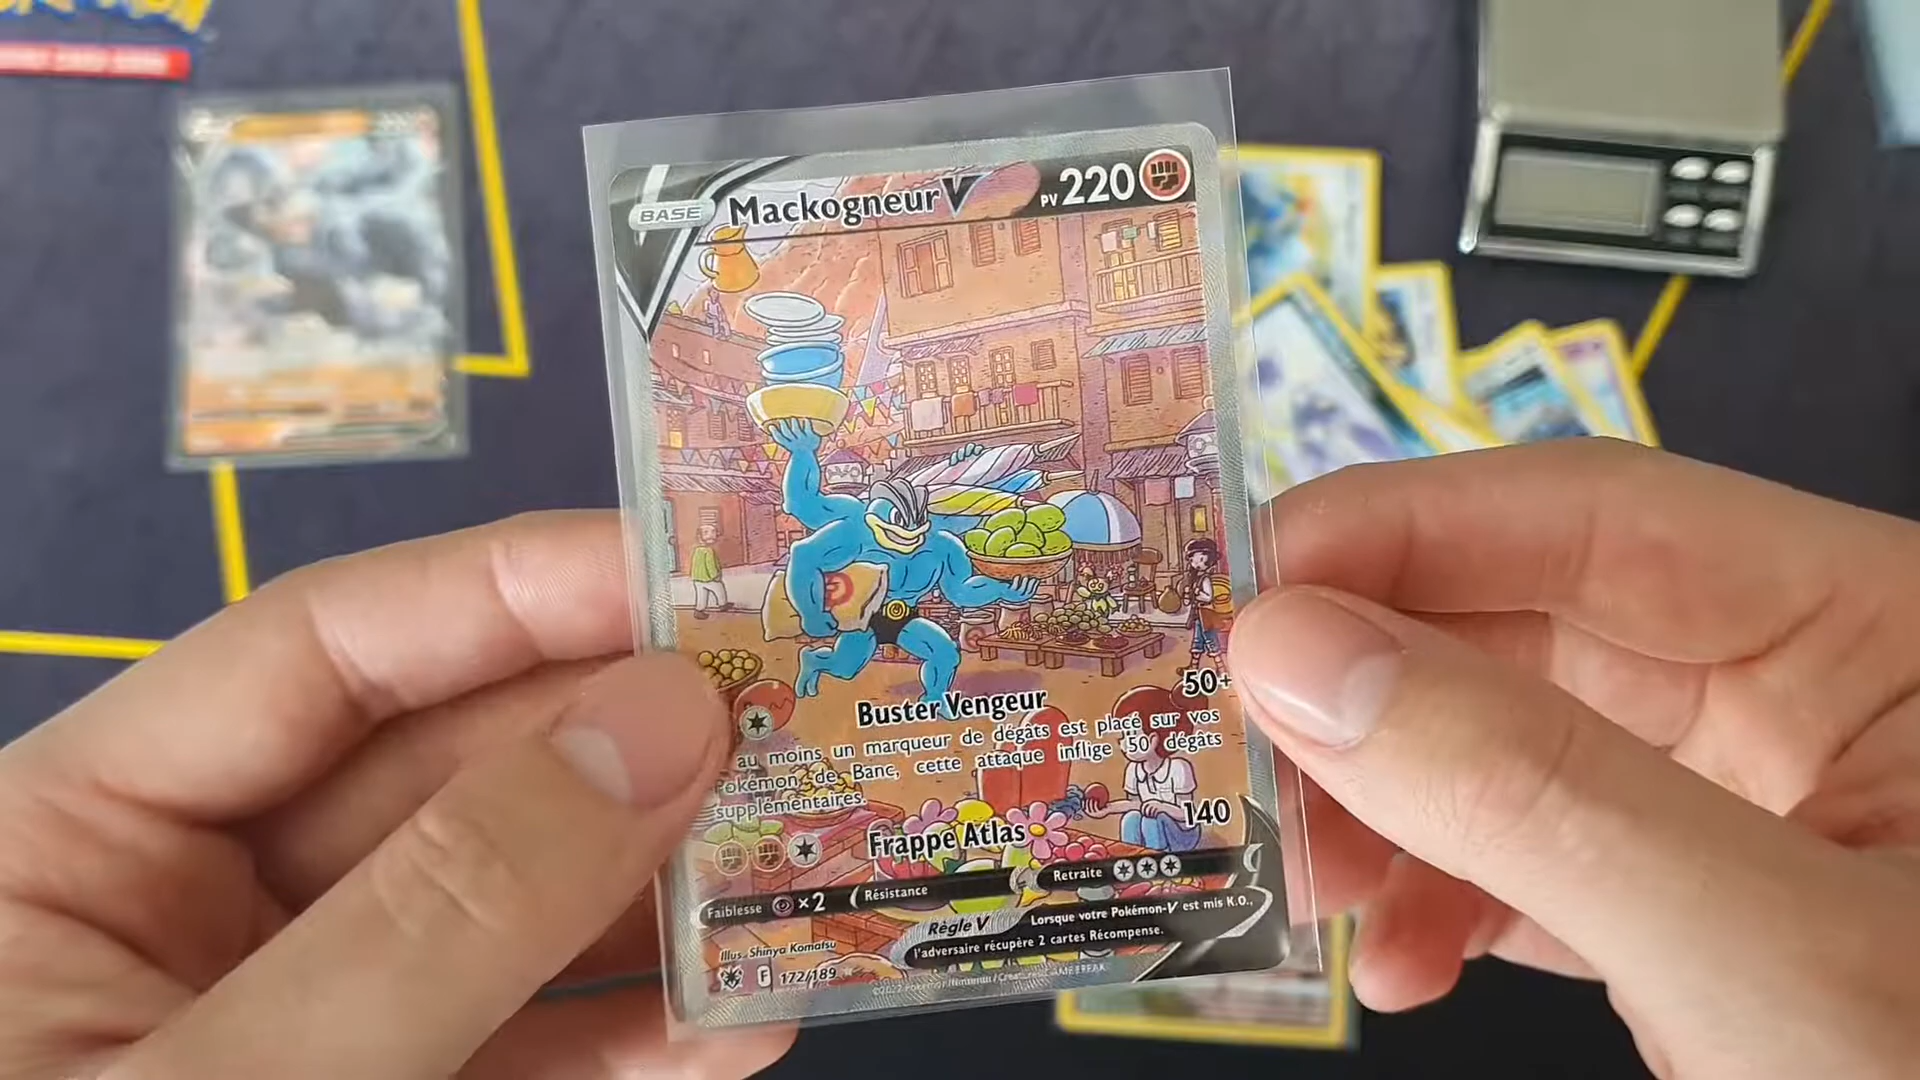 BASE
Mackogneur V
PV 220
Buster Vengeur
50+
au moins un marqueur de dégâts est placé sur vos
Pokémon de Banc, cette attaque inflige 50 dégâts
supplémentaires.
Frappe Atlas
140
Faiblesse ×2
Résistance
Retraite
Règle V
Lorsque votre Pokémon-V est mis K.O.,
l'adversaire récupère 2 cartes Récompense.
Illus. Shinya Komatsu
F 172/189